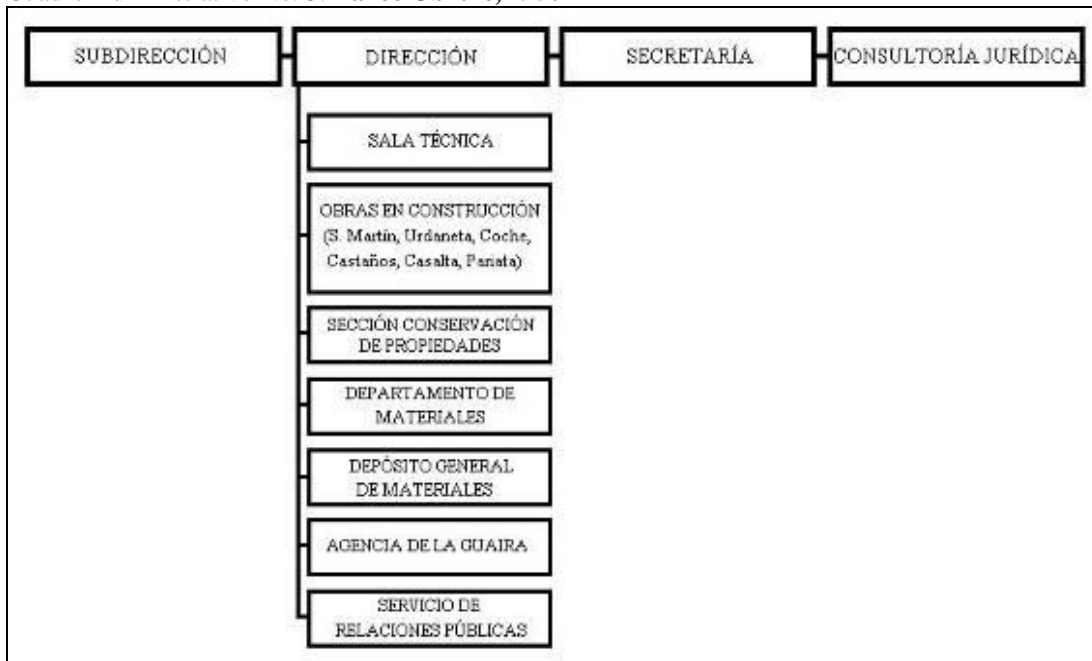 SUBDIRECCIÓN
DIRECCIÓN
SECRETARÍA
CONSULTORÍA JURÍDICA
SALA TÉCNICA
OBRAS EN CONSTRUCCIÓN
(S. Martín, Urdaneta, Coche,
Castaños, Casalta, Pariata)
SECCIÓN CONSERVACIÓN
DE PROPIEDADES
DEPARTAMENTO DE
MATERIALES
DEPÓSITO GENERAL
DE MATERIALES
AGENCIA DE LA GUAIRA
SERVICIO DE
RELACIONES PÚBLICAS